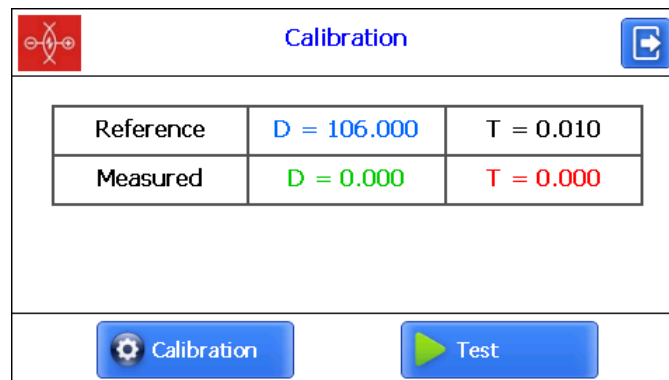 Calibration
Reference D = 106.000 T = 0.010
Measured D = 0.000 T = 0.000
Calibration Test